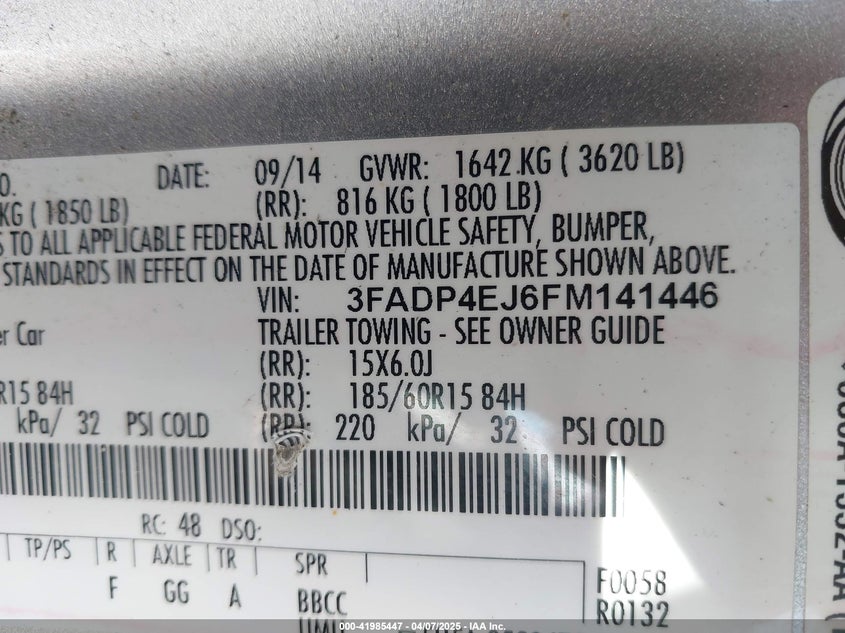 O. DATE: 09/14 GVWR: 1642 KG ( 3620 LB)
KG ( 1850 LB) (RR): 816 KG ( 1800 LB)
S TO ALL APPLICABLE FEDERAL MOTOR VEHICLE SAFETY, BUMPER,
STANDARDS IN EFFECT ON THE DATE OF MANUFACTURE SHOWN ABOVE.
VIN: 3FADP4EJ6FM141446
er Car TRAILER TOWING - SEE OWNER GUIDE
(RR): 15X6.0J
R15 84H (RR): 185/60R15 84H
kPa/ 32 PSI COLD (RR): 220 kPa/ 32 PSI COLD
RC: 48 DSO:
TP/PS R AXLE TR SPR
F GG A BBCC
F0058
R0132
000-41985447 - 04/07/2025 - IAA Inc.